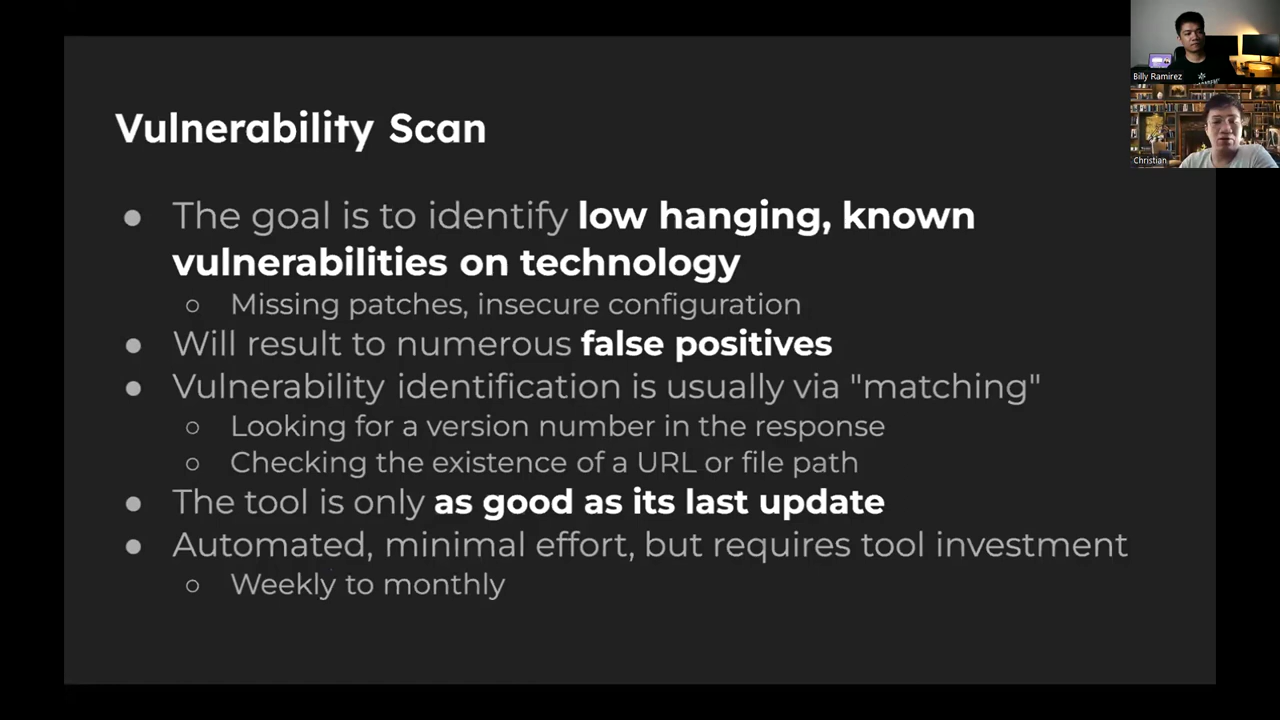 Vulnerability Scan
● The goal is to identify low hanging, known
vulnerabilities on technology
○ Missing patches, insecure configuration
● Will result to numerous false positives
● Vulnerability identification is usually via "matching"
○ Looking for a version number in the response
○ Checking the existence of a URL or file path
● The tool is only as good as its last update
● Automated, minimal effort, but requires tool investment
○ Weekly to monthly
Billy Ramirez
Christian